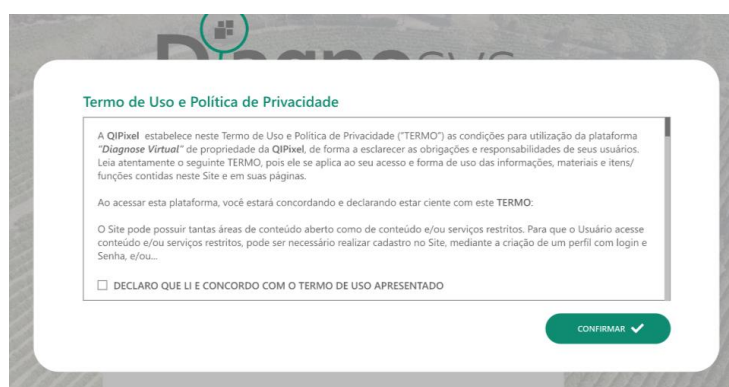 Termo de Uso e Política de Privacidade
A QIPixel estabelece neste Termo de Uso e Politica de Privacidade ("TERMO") as condições para utilização da plataforma
"Diagnose Virtual" de propriedade da QIPixel, de forma a esclarecer as obrigações e responsabilidades de seus usuários.
Leia atentamente o seguinte TERMO, pois ele se aplica ao seu acesso e forma de uso das informações, materiais e itens/
funções contidas neste Site e em suas páginas.
Ao acessar esta plataforma, você estará concordando e declarando estar ciente com este TERMO:
O Site pode possuir tantas áreas de conteúdo aberto como de conteúdo e/ou serviços restritos. Para que o Usuário acesse
conteúdo e/ou serviços restritos, pode ser necessário realizar cadastro no Site, mediante a criação de um perfil com login e
Senha, e/ou...
DECLARO QUE LI E CONCORDO COM O TERMO DE USO APRESENTADO
CONFIRMAR